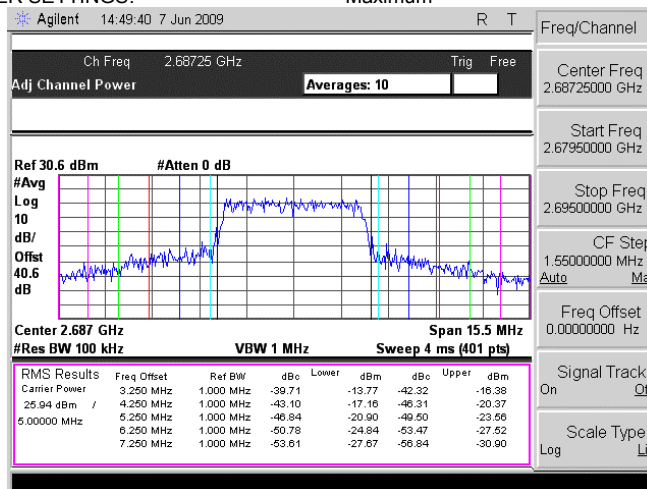 ER SETTINGS: Maximum
Agilent 14:49:40 7 Jun 2009 R T
Ch Freq 2.68725 GHz Trig Free
Adj Channel Power Averages: 10
Ref 30.6 dBm #Atten 0 dB
#Avg
Log
10
dB/
Offst
40.6
dB
Center 2.687 GHz Span 15.5 MHz
#Res BW 100 kHz VBW 1 MHz Sweep 4 ms (401 pts)
RMS Results Freq Offset Ref BW dBc Lower dBm dBc Upper dBm
Carrier Power 3.250 MHz 1.000 MHz -39.71 -13.77 -42.32 -16.38
25.94 dBm / 4.250 MHz 1.000 MHz -43.10 -17.16 -46.31 -20.37
5.00000 MHz 5.250 MHz 1.000 MHz -46.84 -20.90 -49.50 -23.56
6.250 MHz 1.000 MHz -50.78 -24.84 -53.47 -27.52
7.250 MHz 1.000 MHz -53.61 -27.67 -56.84 -30.90
Freq/Channel
Center Freq
2.68725000 GHz
Start Freq
2.67950000 GHz
Stop Freq
2.69500000 GHz
CF Step
1.55000000 MHz
Auto Ma
Freq Offset
0.00000000 Hz
Signal Track
On Of
Scale Type
Log Li